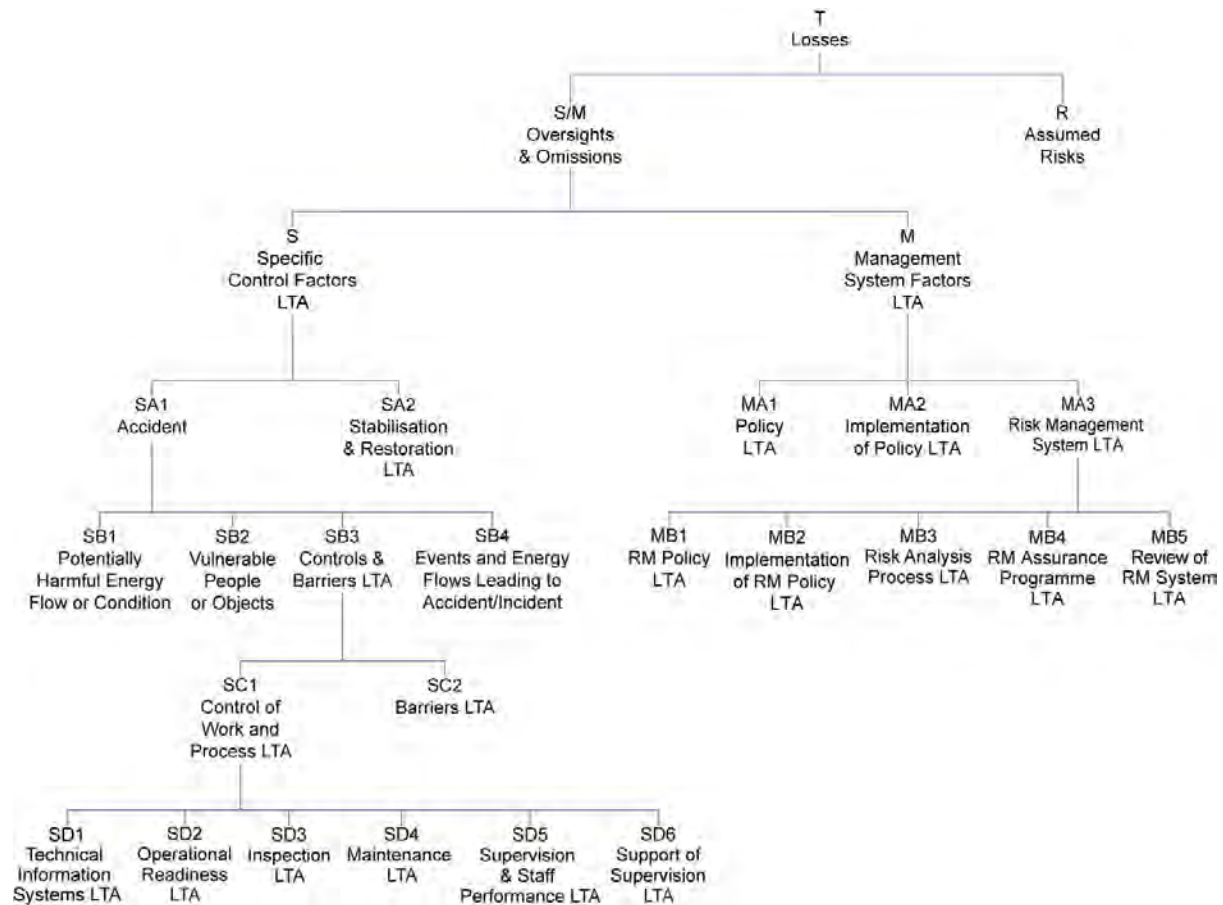 T
Losses
S/M
Oversights
& Omissions
R
Assumed
Risks
S
Specific
Control Factors
LTA
M
Management
System Factors
LTA
SA1
Accident
SA2
Stabilisation
& Restoration
LTA
MA1
Policy
LTA
MA2
Implementation
of Policy LTA
MA3
Risk Management
System LTA
SB1
Potentially
Harmful Energy
Flow or Condition
SB2
Vulnerable
People
or Objects
SB3
Controls &
Barriers LTA
SB4
Events and Energy
Flows Leading to
Accident/Incident
MB1
RM Policy
LTA
MB2
Implementation
of RM Policy
LTA
MB3
Risk Analysis
Process LTA
MB4
RM Assurance
Programme
LTA
MB5
Review of
RM System
LTA
SC1
Control of
Work and
Process LTA
SC2
Barriers LTA
SD1
Technical
Information
Systems LTA
SD2
Operational
Readiness
LTA
SD3
Inspection
LTA
SD4
Maintenance
LTA
SD5
Supervision
& Staff
Performance LTA
SD6
Support of
Supervision
LTA